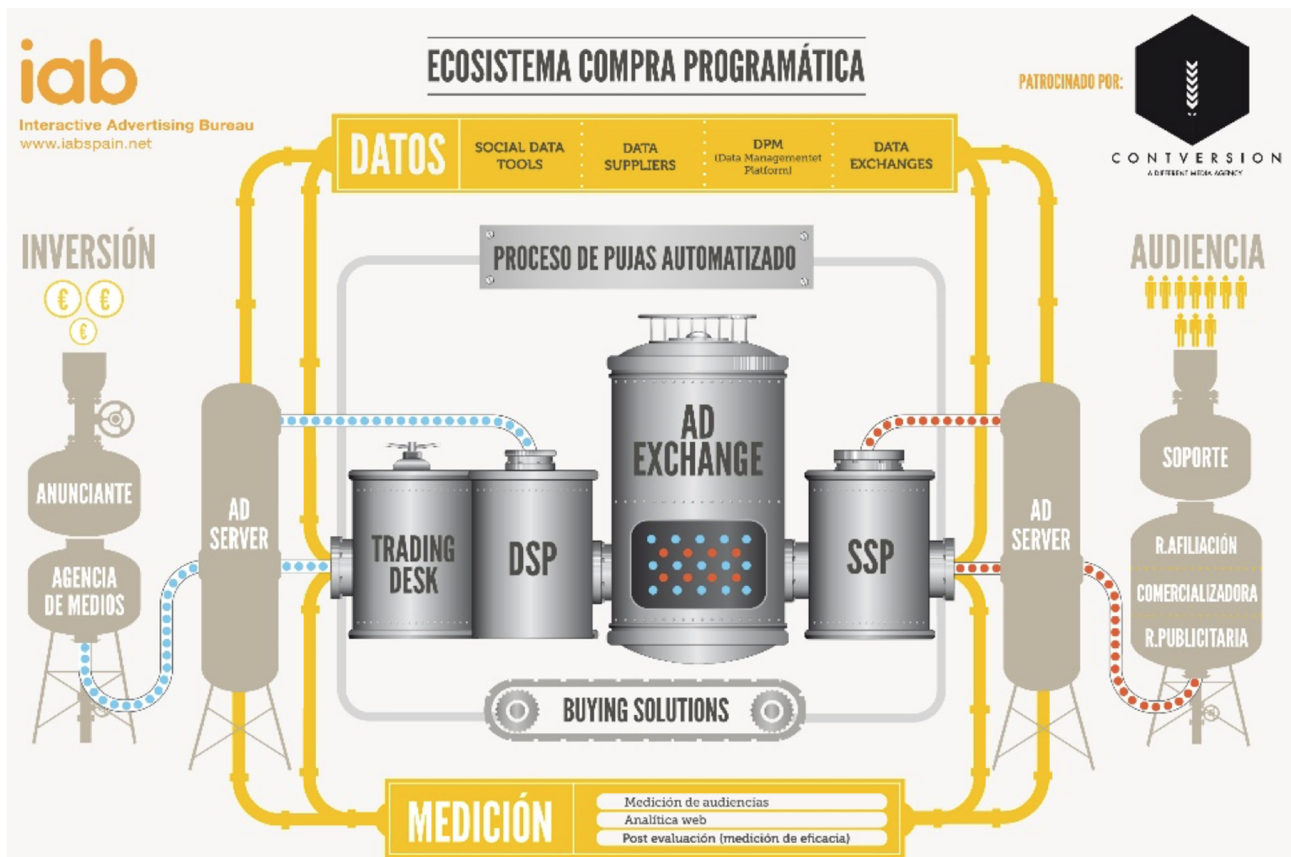 ECOSISTEMA COMPRA PROGRAMÁTICA
iab
Interactive Advertising Bureau
www.iabspain.net
PATROCINADO POR:
CONTVERSION
A DIFFERENT MEDIA AGENCY
DATOS
SOCIAL DATA
TOOLS
DATA
SUPPLIERS
DPM
(Data Managementet
Platform)
DATA
EXCHANGES
INVERSIÓN
€ €
€
PROCESO DE PUJAS AUTOMATIZADO
AUDIENCIA
ANUNCIANTE
AGENCIA
DE MEDIOS
AD
SERVER
TRADING
DESK
DSP
AD
EXCHANGE
SSP
AD
SERVER
SOPORTE
R.AFILIACIÓN
COMERCIALIZADORA
R.PUBLICITARIA
BUYING SOLUTIONS
MEDICIÓN
Medición de audiencias
Analítica web
Post evaluación (medición de eficacia)